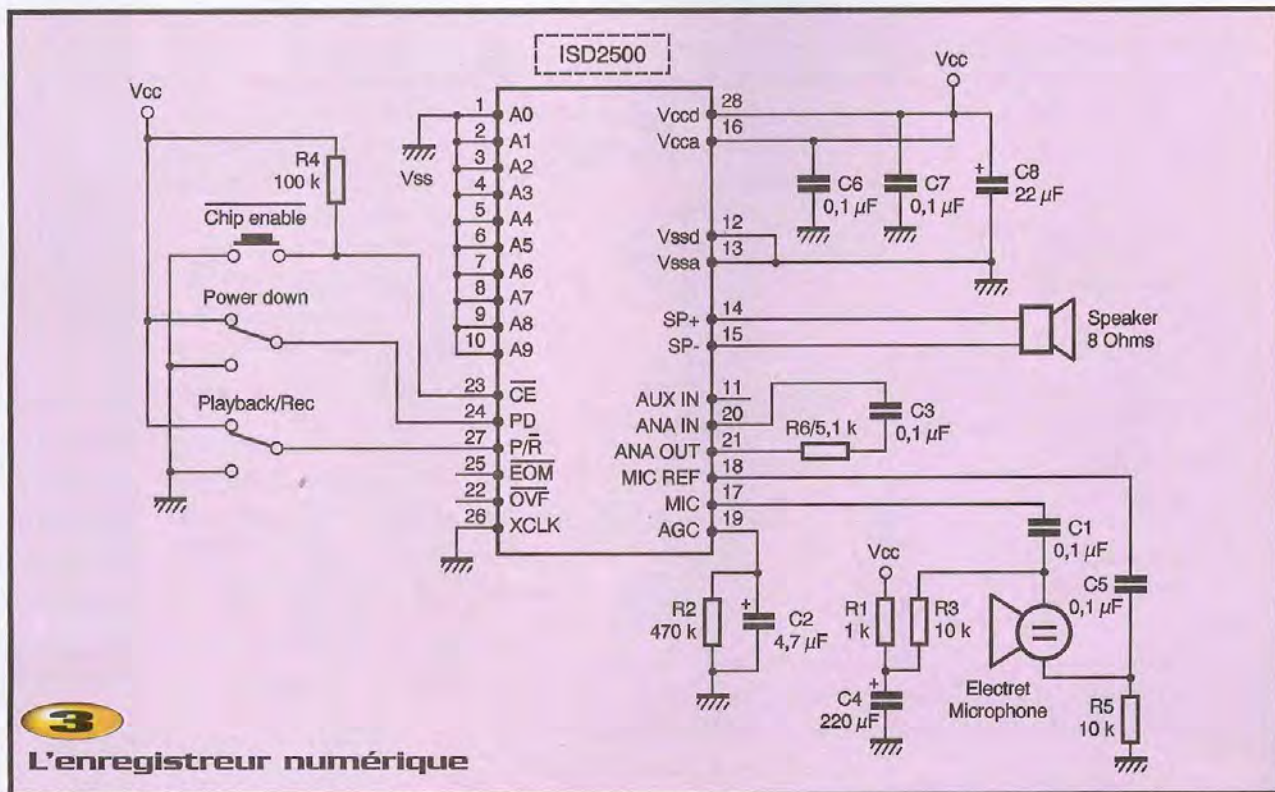 ISD2500
Vcc
R4
100 k
Chip enable
Power down
Playback/Rec
Vss
1 A0
2 A1
3 A2
4 A3
5 A4
6 A5
7 A6
8 A7
9 A8
10 A9
23 CE
24 PD
27 P/R
25 EOM
22 OVF
26 XCLK
Vcc
Vccd 28
Vcca 16
C6
0,1 µF
C7
0,1 µF
+
C8
22 µF
Vssd 12
Vssa 13
SP+ 14
SP- 15
Speaker
8 Ohms
AUX IN 11
ANA IN 20
ANA OUT 21
MIC REF 18
MIC 17
AGC 19
R6/5,1 k
C3
0,1 µF
C1
0,1 µF
C5
0,1 µF
R2
470 k
+
C2
4,7 µF
Vcc
R1
1 k
R3
10 k
+
C4
220 µF
Electret
Microphone
R5
10 k
3
L'enregistreur numérique